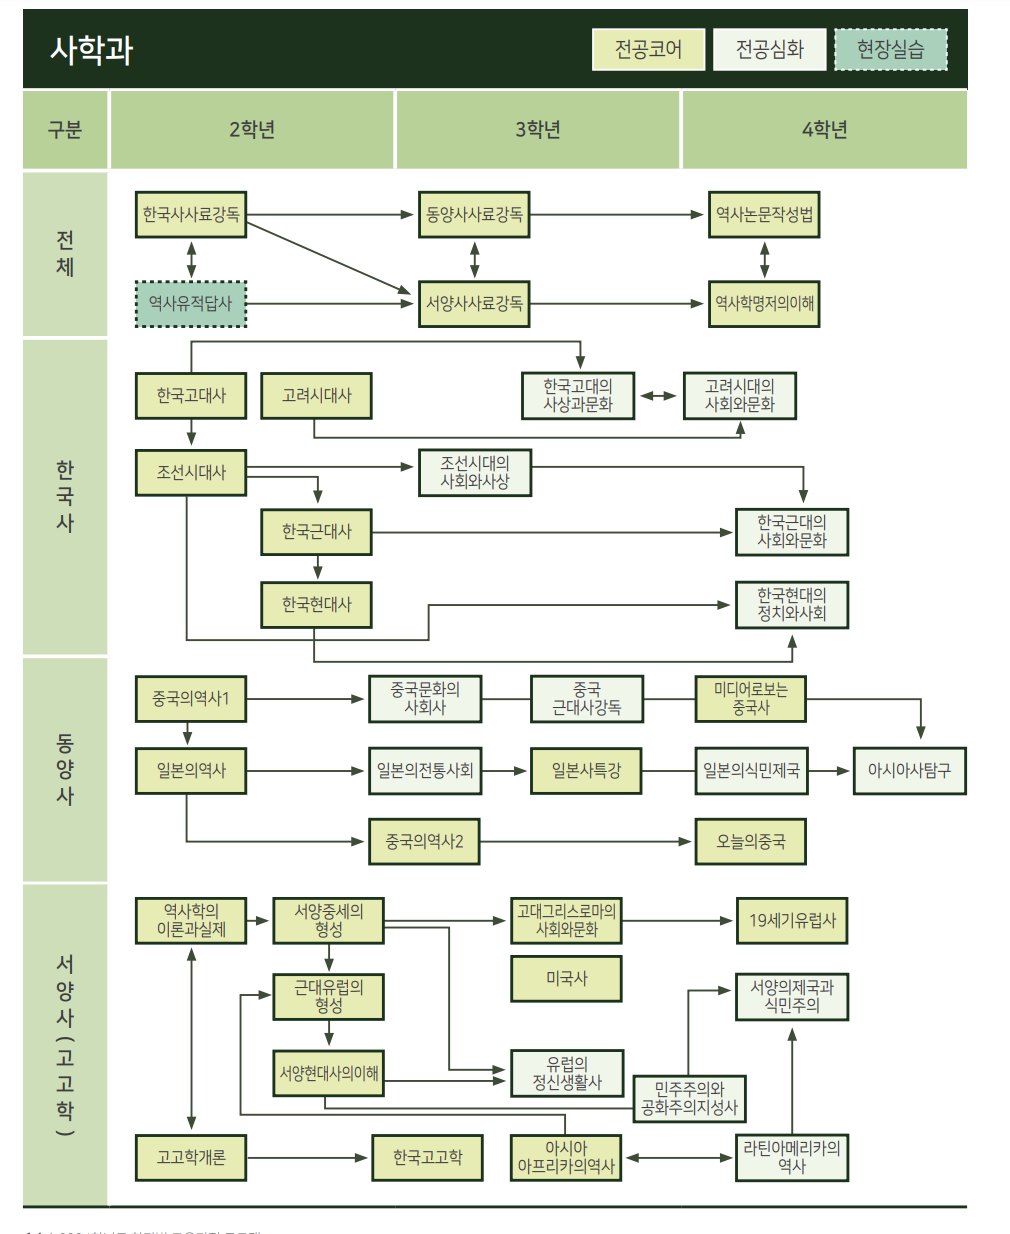 사학과
전공코어
전공심화
현장실습
구분
2학년
3학년
4학년
전체
한국사사료강독
동양사사료강독
역사논문작성법
역사유적답사
서양사사료강독
역사학명저의이해
한국사
한국고대사
고려시대사
한국고대의
사상과문화
고려시대의
사회와문화
조선시대사
조선시대의
사회와사상
한국근대사
한국근대의
사회와문화
한국현대사
한국현대의
정치와사회
동양사
중국의역사1
중국문화의
사회사
중국
근대사강독
미디어로보는
중국사
일본의역사
일본의전통사회
일본사특강
일본의식민제국
아시아사탐구
중국의역사2
오늘의중국
서양사(고고학)
역사학의
이론과실제
서양중세의
형성
고대그리스로마의
사회와문화
19세기유럽사
미국사
근대유럽의
형성
서양의제국과
식민주의
서양현대사의이해
유럽의
정신생활사
민주주의와
공화주의지성사
고고학개론
한국고고학
아시아
아프리카의역사
라틴아메리카의
역사